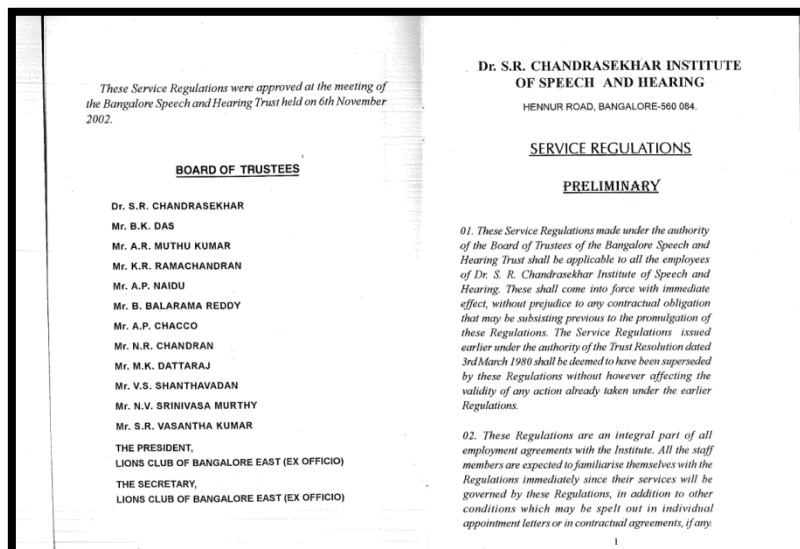 These Service Regulations were approved at the meeting of
the Bangalore Speech and Hearing Trust held on 6th November
2002.
BOARD OF TRUSTEES
Dr. S.R. CHANDRASEKHAR
Mr. B.K. DAS
Mr. A.R. MUTHU KUMAR
Mr. K.R. RAMACHANDRAN
Mr. A.P. NAIDU
Mr. B. BALARAMA REDDY
Mr. A.P. CHACCO
Mr. N.R. CHANDRAN
Mr. M.K. DATTARAJ
Mr. V.S. SHANTHAVADAN
Mr. N.V. SRINIVASA MURTHY
Mr. S.R. VASANTHA KUMAR
THE PRESIDENT,
LIONS CLUB OF BANGALORE EAST (EX OFFICIO)
THE SECRETARY,
LIONS CLUB OF BANGALORE EAST (EX OFFICIO)
Dr. S.R. CHANDRASEKHAR INSTITUTE
OF SPEECH AND HEARING
HENNUR ROAD, BANGALORE-560 084.
SERVICE REGULATIONS
PRELIMINARY
01. These Service Regulations made under the authority
of the Board of Trustees of the Bangalore Speech and
Hearing Trust shall be applicable to all the employees
of Dr. S. R. Chandrasekhar Institute of Speech and
Hearing. These shall come into force with immediate
effect, without prejudice to any contractual obligation
that may be subsisting previous to the promulgation of
these Regulations. The Service Regulations issued
earlier under the authority of the Trust Resolution dated
3rd March 1980 shall be deemed to have been superseded
by these Regulations without however affecting the
validity of any action already taken under the earlier
Regulations.
02. These Regulations are an integral part of all
employment agreements with the Institute. All the staff
members are expected to familiarise themselves with the
Regulations immediately since their services will be
governed by these Regulations, in addition to other
conditions which may be spelt out in individual
appointment letters or in contractual agreements, if any.
1